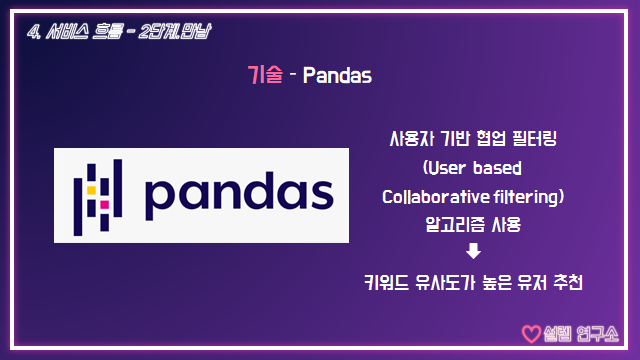 4. 서비스 흐름 - 2단계.만남
기술 - Pandas
pandas
사용자 기반 협업 필터링
(User based
Collaborative filtering)
알고리즘 사용
키워드 유사도가 높은 유저 추천
설렘 연구소